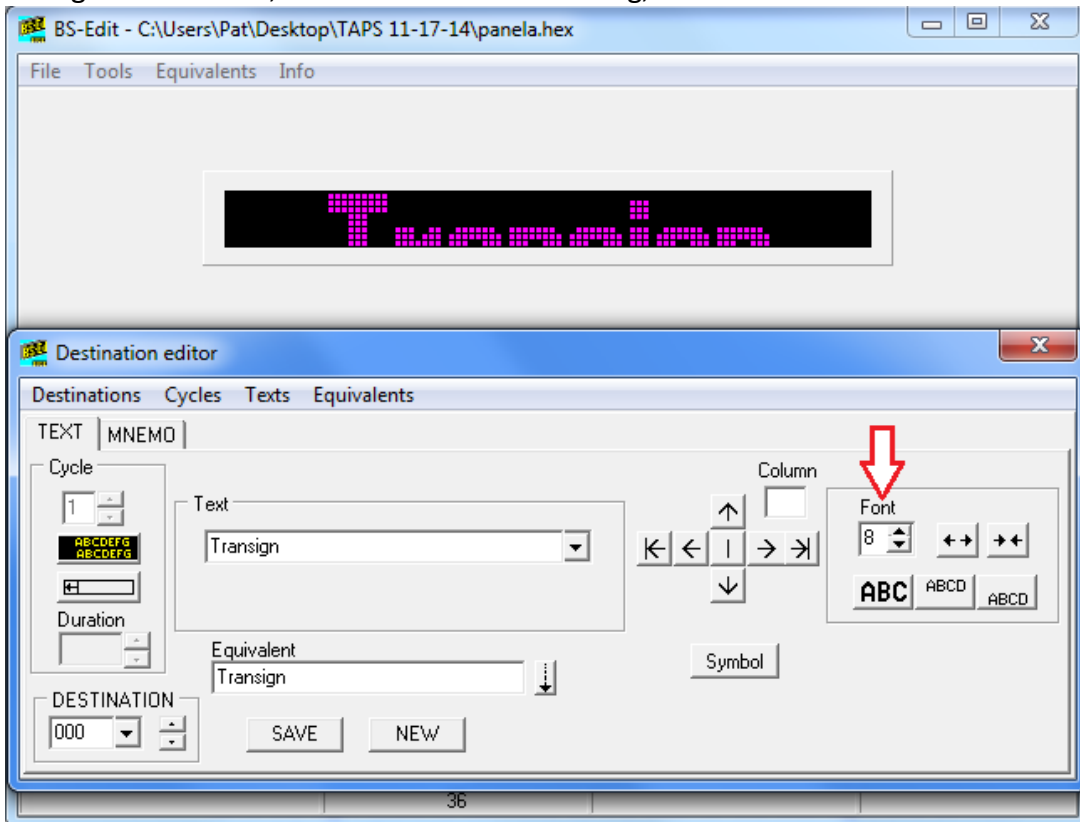 BS-Edit - C:\Users\Pat\Desktop\TAPS 11-17-14\panela.hex
File Tools Equivalents Info
Destination editor
Destinations Cycles Texts Equivalents
TEXT MNEMO
Cycle
1
ABCDEFG
ABCDEFG
Duration
Text
Transign
Column
Font
8
ABC ABCD ABCD
Equivalent
Transign
Symbol
DESTINATION
000
SAVE NEW
36